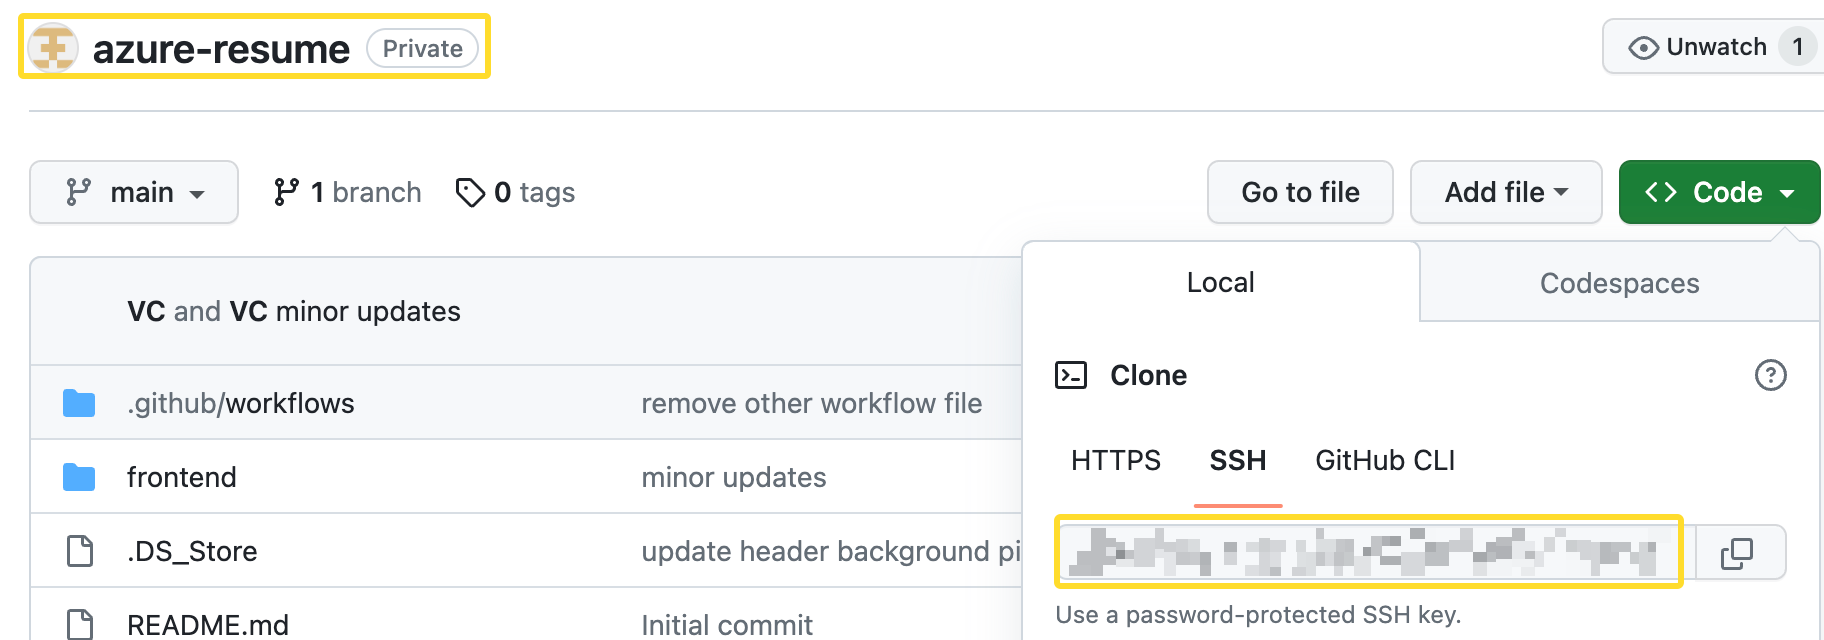 azure-resume Private
Unwatch 1
main 1 branch 0 tags
Go to file Add file Code
Local Codespaces
VC and VC minor updates
Clone
.github/workflows remove other workflow file
HTTPS SSH GitHub CLI
frontend minor updates
.DS_Store update header background pi
Use a password-protected SSH key.
README.md Initial commit